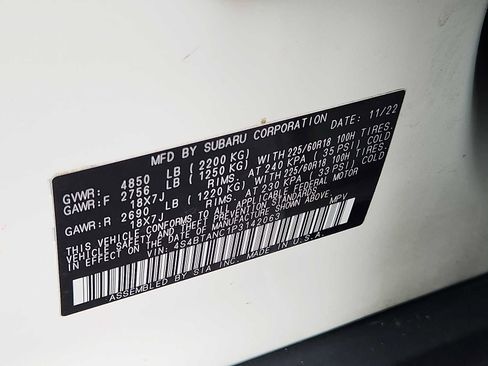 MFD BY SUBARU CORPORATION DATE: 11/22
GVWR: 4850 LB (2200 KG)
GAWR:F 2756 LB (1250 KG) WITH 225/60R18 100H TIRES,
18X7J RIMS, AT 240 KPA (35 PSI) COLD
GAWR:R 2690 LB (1220 KG) WITH 225/60R18 100H TIRES,
18X7J RIMS, AT 230 KPA (33 PSI) COLD
THIS VEHICLE CONFORMS TO ALL APPLICABLE FEDERAL MOTOR
VEHICLE SAFETY AND THEFT PREVENTION STANDARDS IN EFFECT
ON THE DATE OF MANUFACTURE SHOWN ABOVE.
VIN: 4S4BTANC1P3142063 MPV
ASSEMBLED BY SIA INC. MADE IN U.S.A.